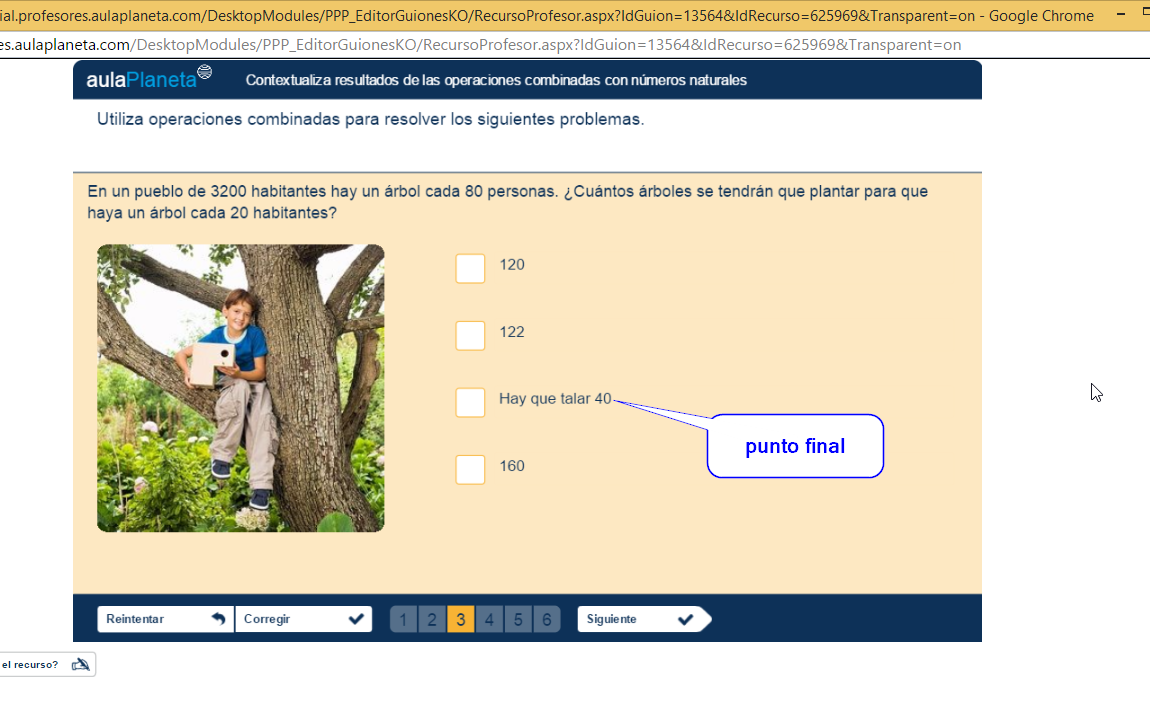 ial.profesores.aulaplaneta.com/DesktopModules/PPP_EditorGuionesKO/RecursoProfesor.aspx?IdGuion=13564&IdRecurso=625969&Transparent=on - Google Chrome
es.aulaplaneta.com/DesktopModules/PPP_EditorGuionesKO/RecursoProfesor.aspx?IdGuion=13564&IdRecurso=625969&Transparent=on
aulaPlaneta Contextualiza resultados de las operaciones combinadas con números naturales
Utiliza operaciones combinadas para resolver los siguientes problemas.
En un pueblo de 3200 habitantes hay un árbol cada 80 personas. ¿Cuántos árboles se tendrán que plantar para que
haya un árbol cada 20 habitantes?
120
122
Hay que talar 40
punto final
160
Reintentar Corregir 1 2 3 4 5 6 Siguiente
el recurso?